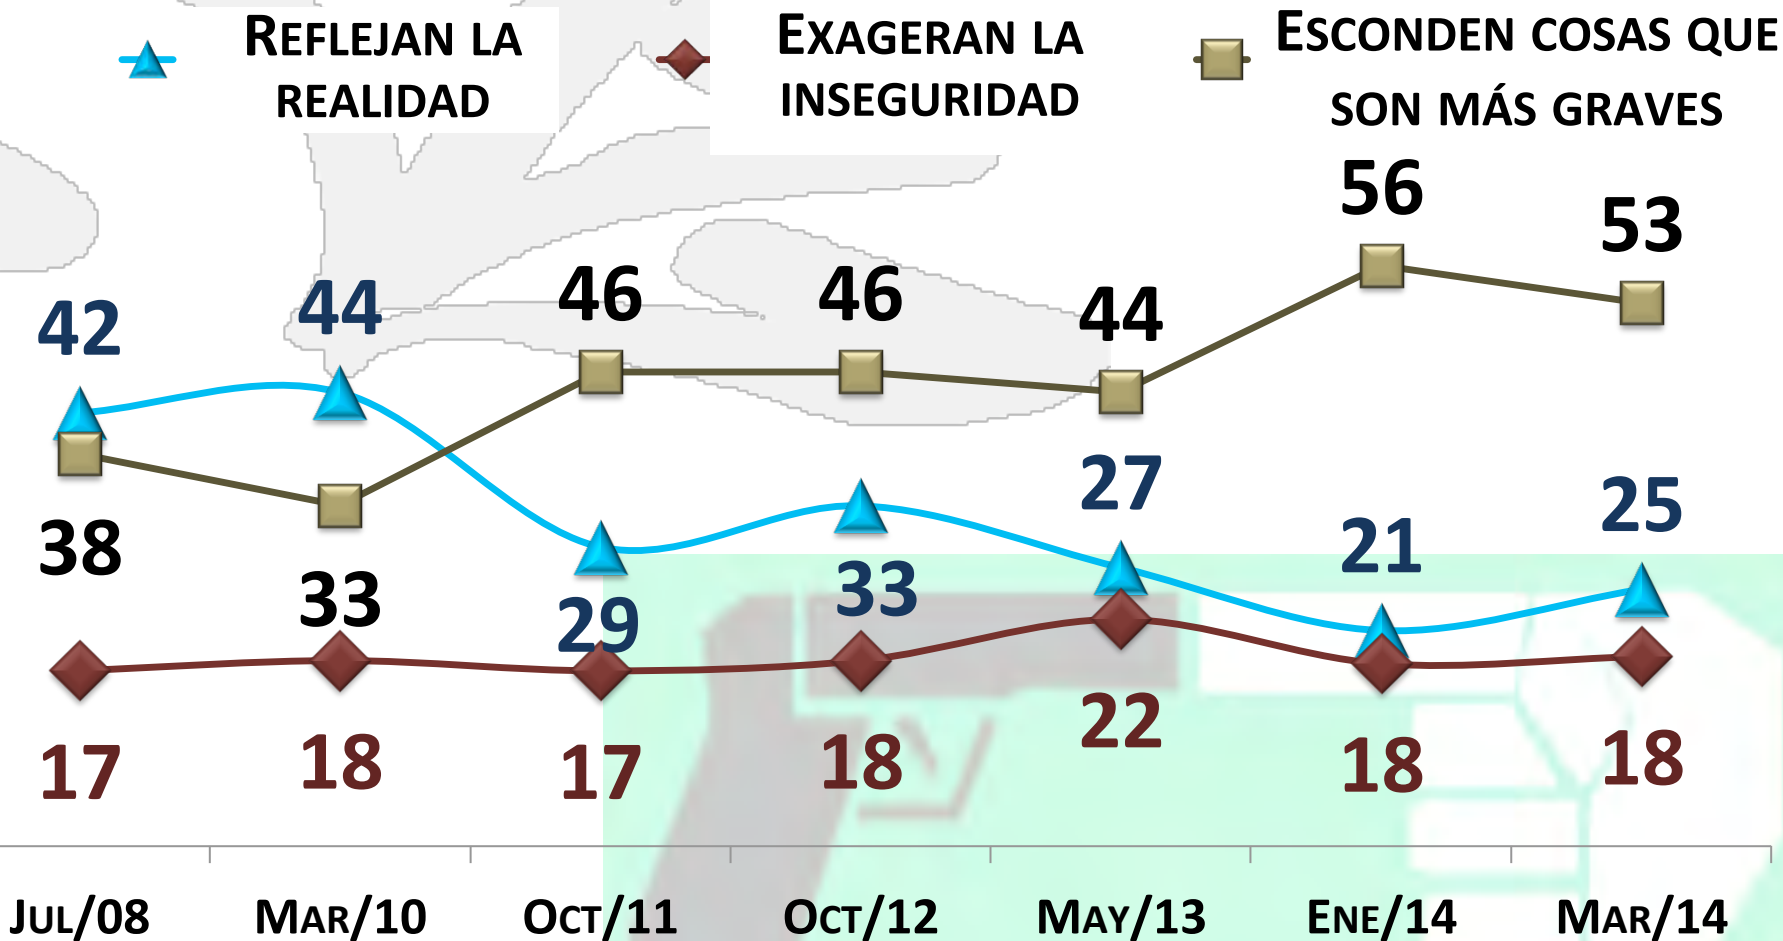 REFLEJAN LA
REALIDAD
EXAGERAN LA
INSEGURIDAD
ESCONDEN COSAS QUE
SON MÁS GRAVES
56
53
46
46
44
44
42
27
25
21
38
33
33
29
22
18
18
18
18
17
17
JUL/08
MAR/10
OCT/11
OCT/12
MAY/13
ENE/14
MAR/14